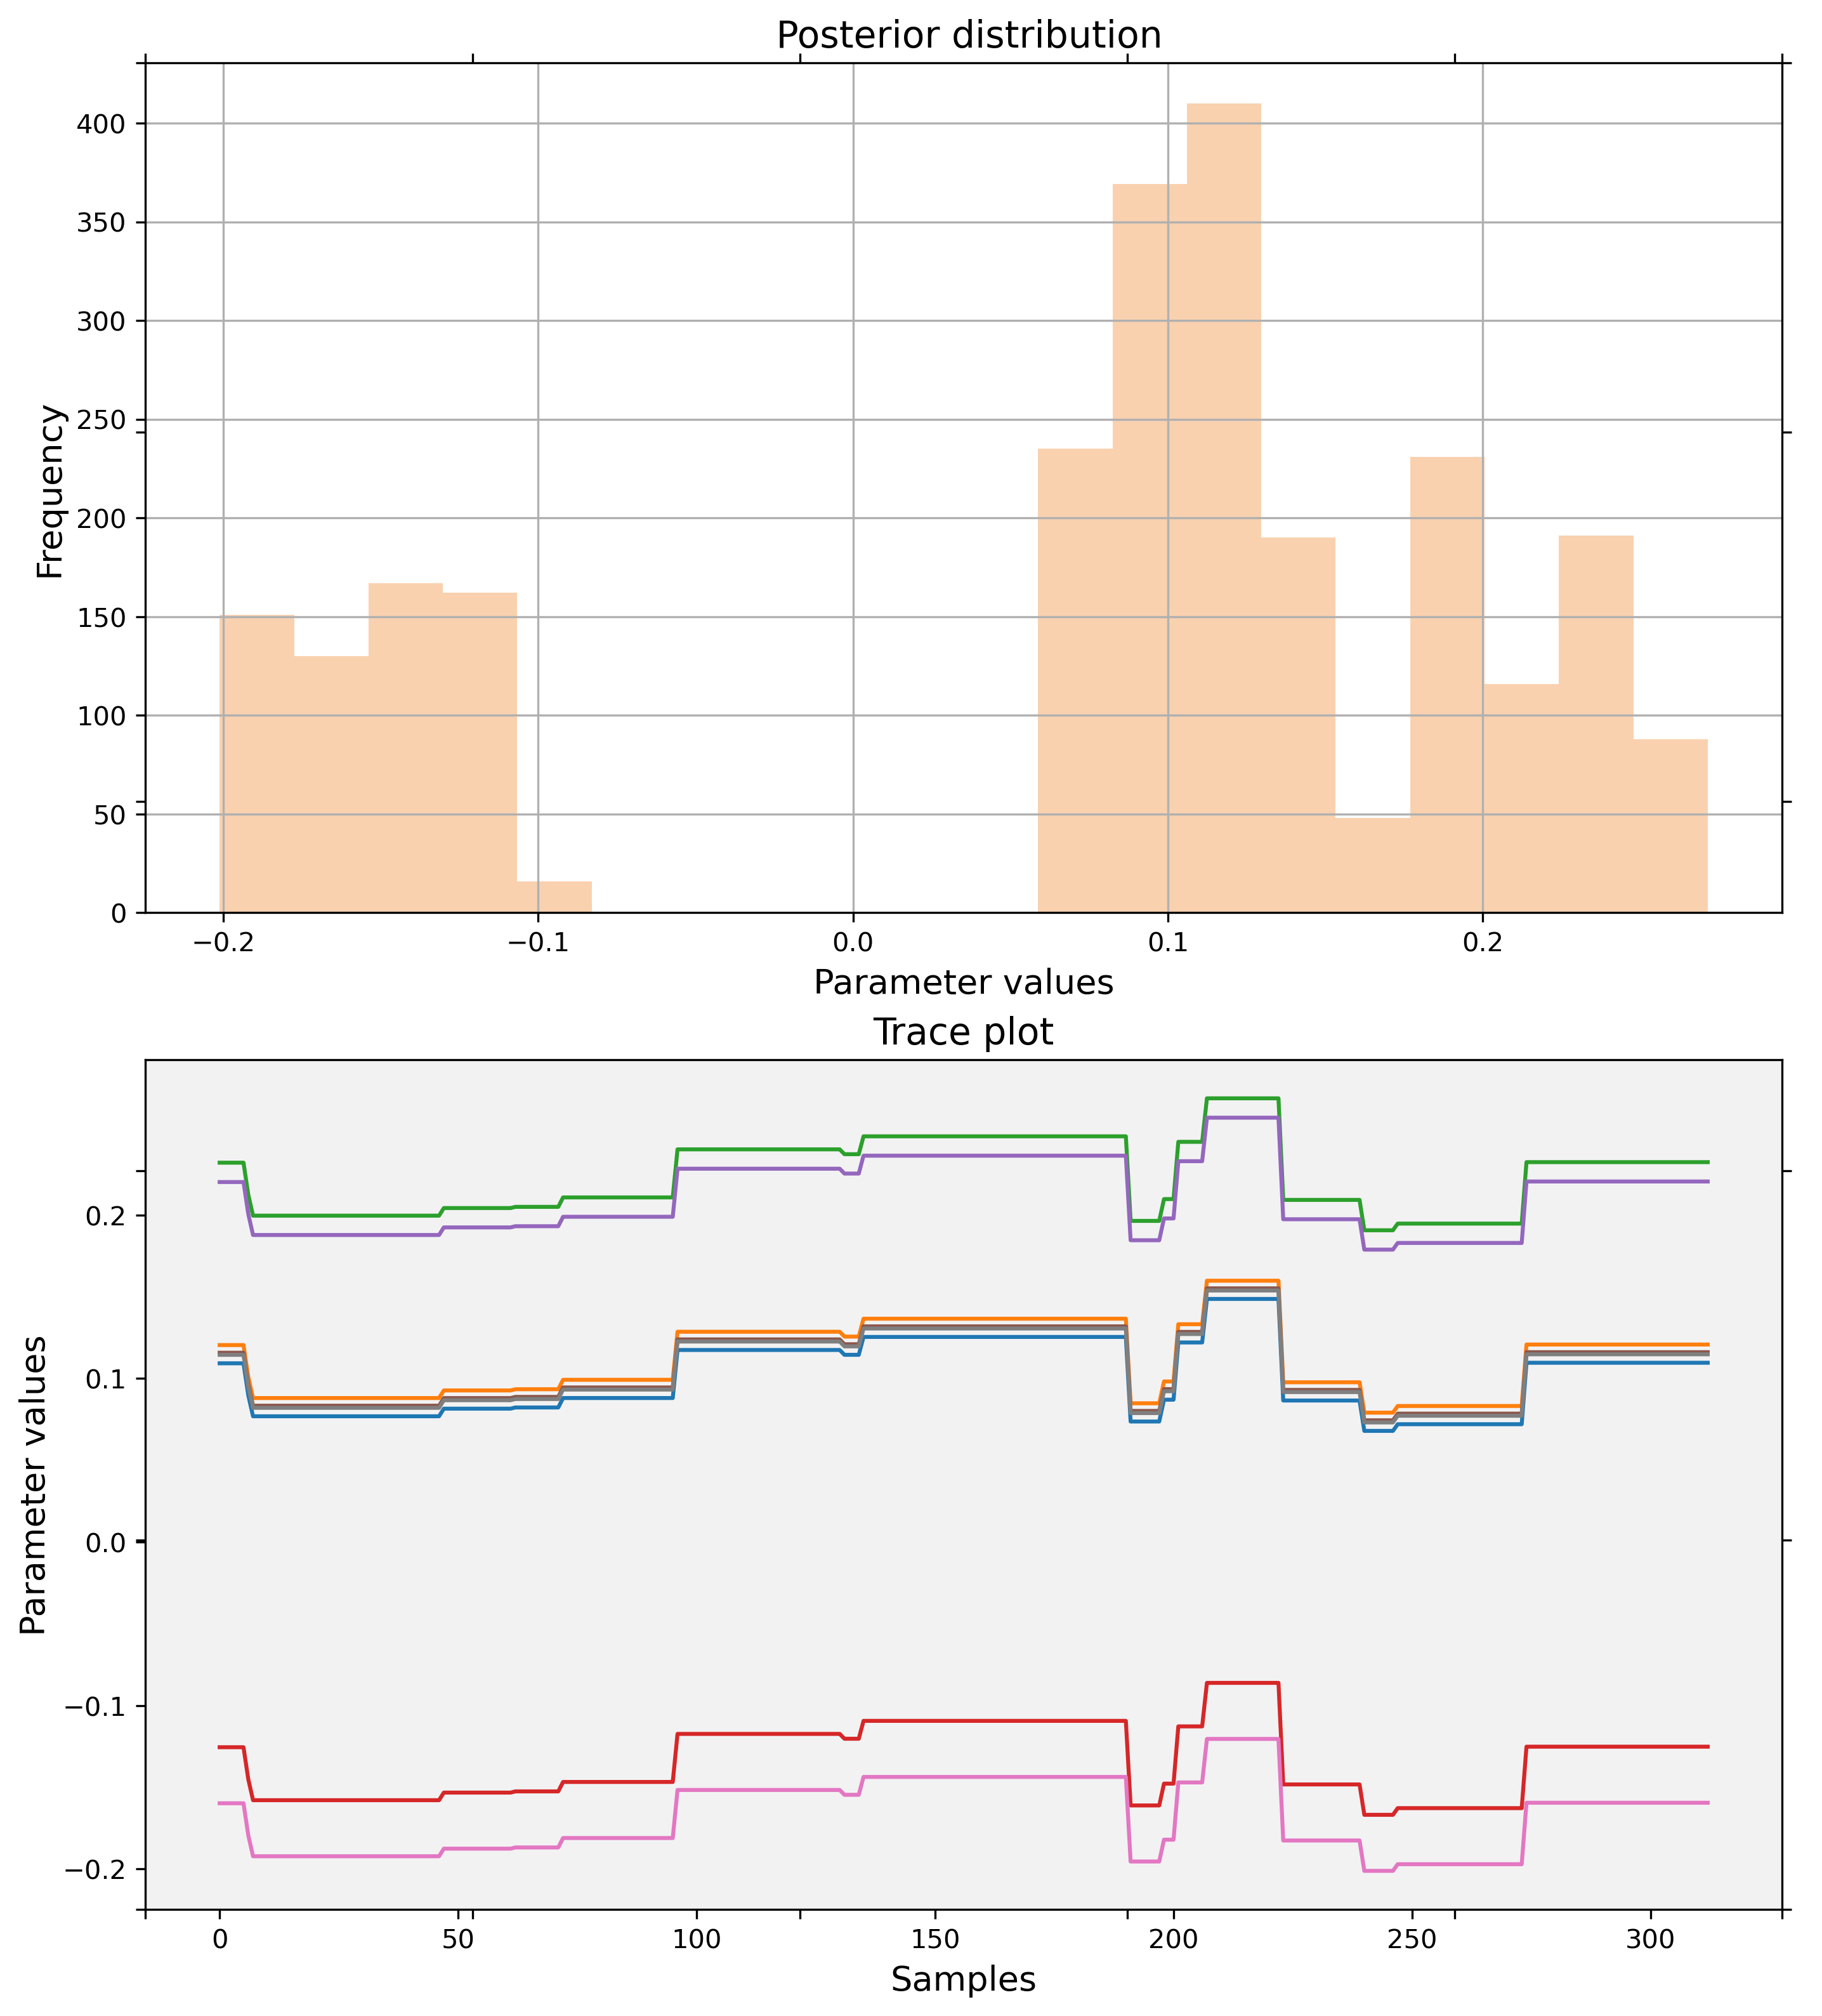 Posterior distribution
400
350
300
250
200
150
100
50
0
Frequency
−0.2 −0.1 0.0 0.1 0.2
Parameter values
Trace plot
0.2
0.1
0.0
−0.1
−0.2
Parameter values
0 50 100 150 200 250 300
Samples